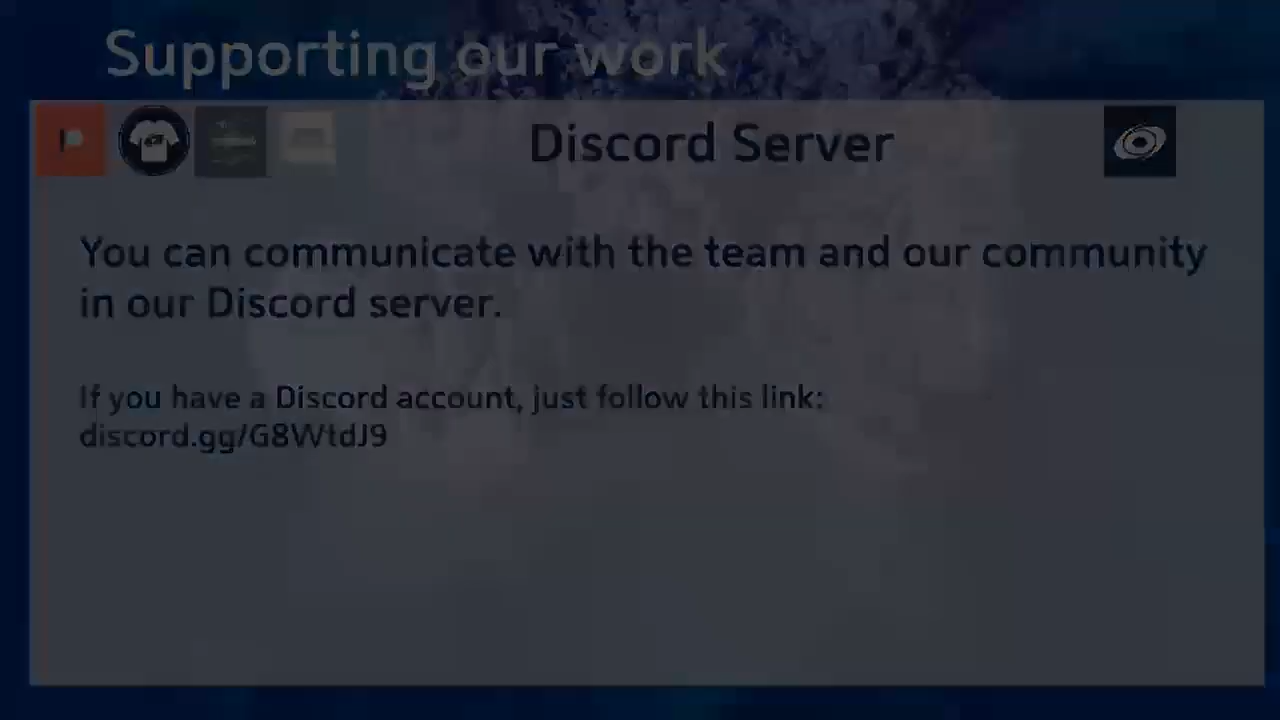 Supporting our work
Discord Server
You can communicate with the team and our community
in our Discord server.
If you have a Discord account, just follow this link:
discord.gg/G8WtdJ9